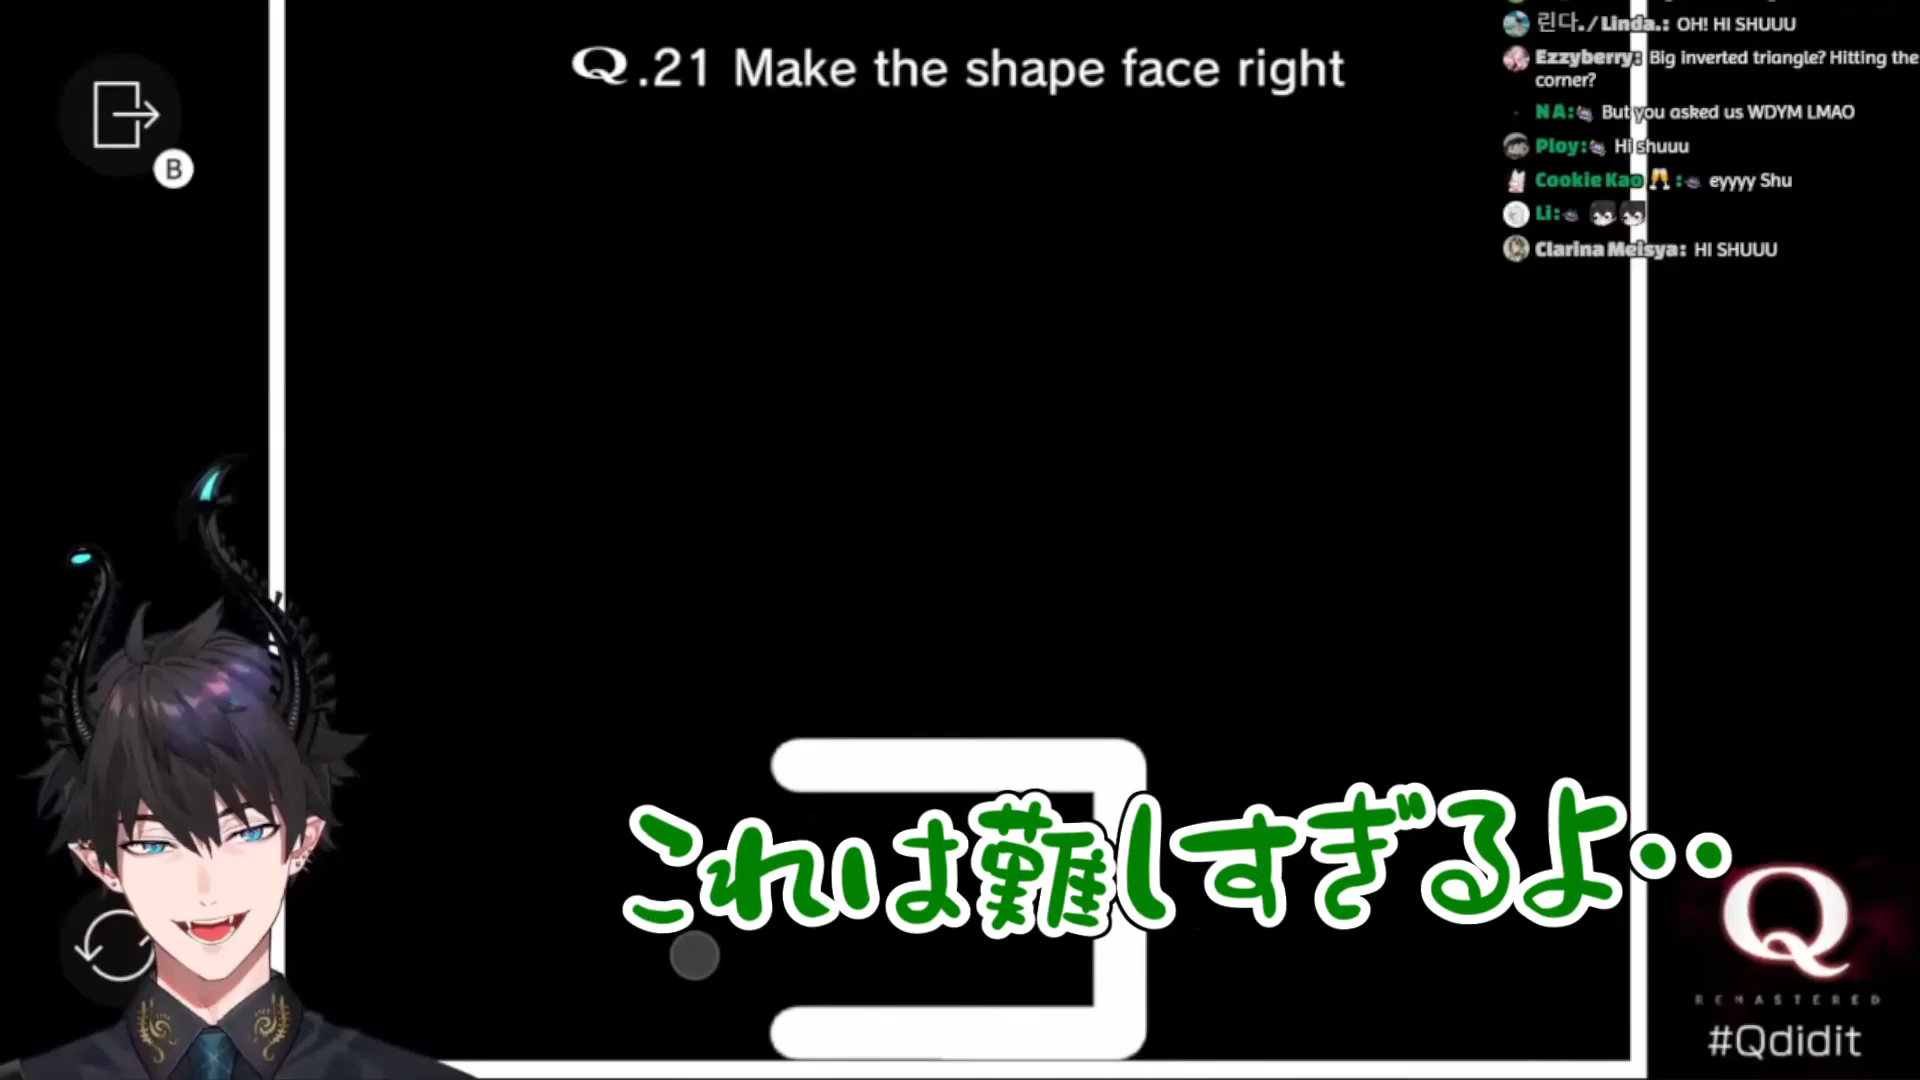 Q.21 Make the shape face right
B
린다./Linda.: OH! HI SHUUU
Ezzyberry: Big inverted triangle? Hitting the
corner?
NA: But you asked us WDYM LMAO
Ploy: Hi shuuu
Cookie Kao🥂: eyyyy Shu
Li:
Clarina Meisya: HI SHUUU
これは難しすぎるよ‥
Q
REMASTERED
#Qdidit